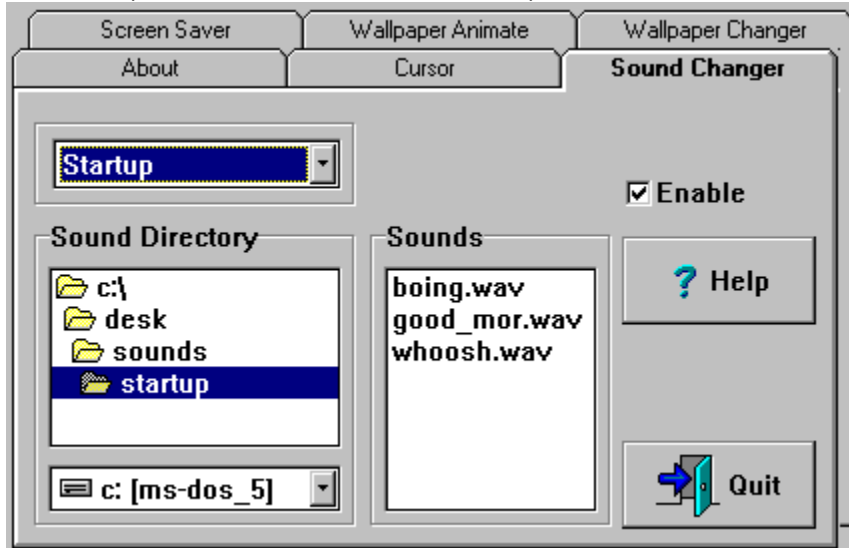 Screen Saver
Wallpaper Animate
Wallpaper Changer
About
Cursor
Sound Changer
Startup
Enable
Sound Directory
Sounds
c:\
desk
sounds
startup
boing.wav
good_mor.wav
whoosh.wav
Help
c: [ms-dos_5]
Quit